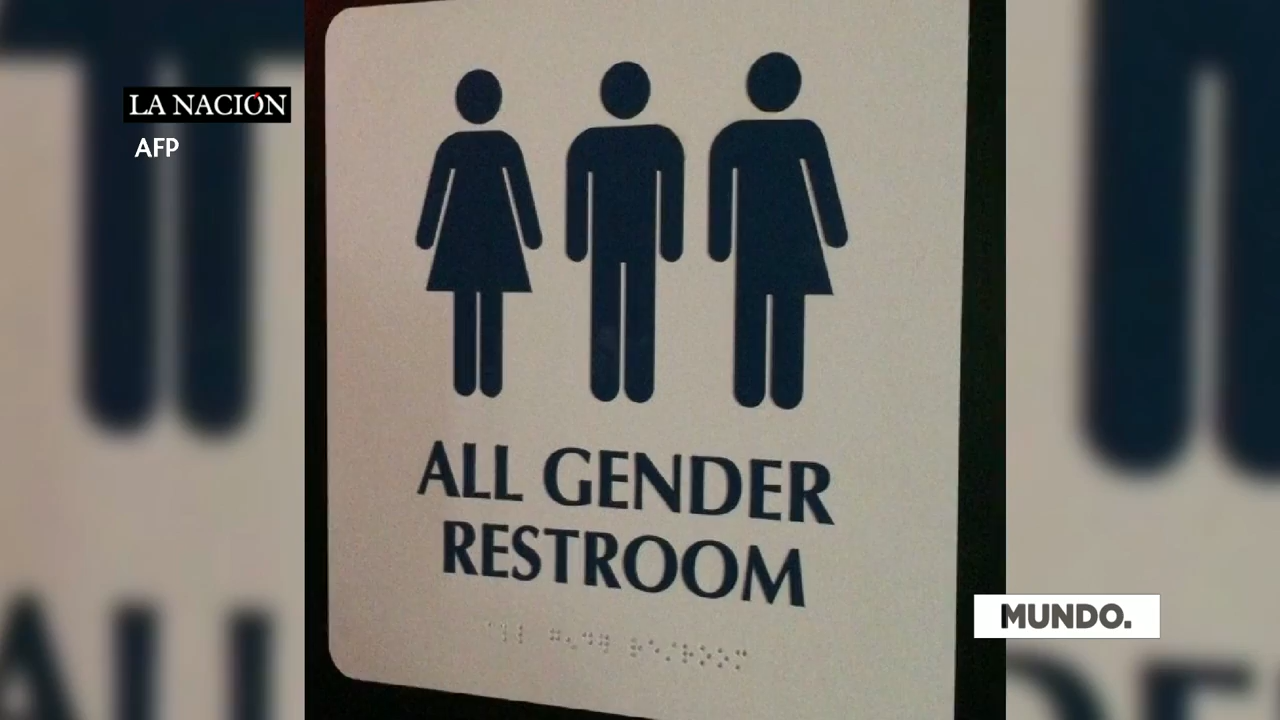 LA NACIÓN
AFP
ALL GENDER
RESTROOM
MUNDO.